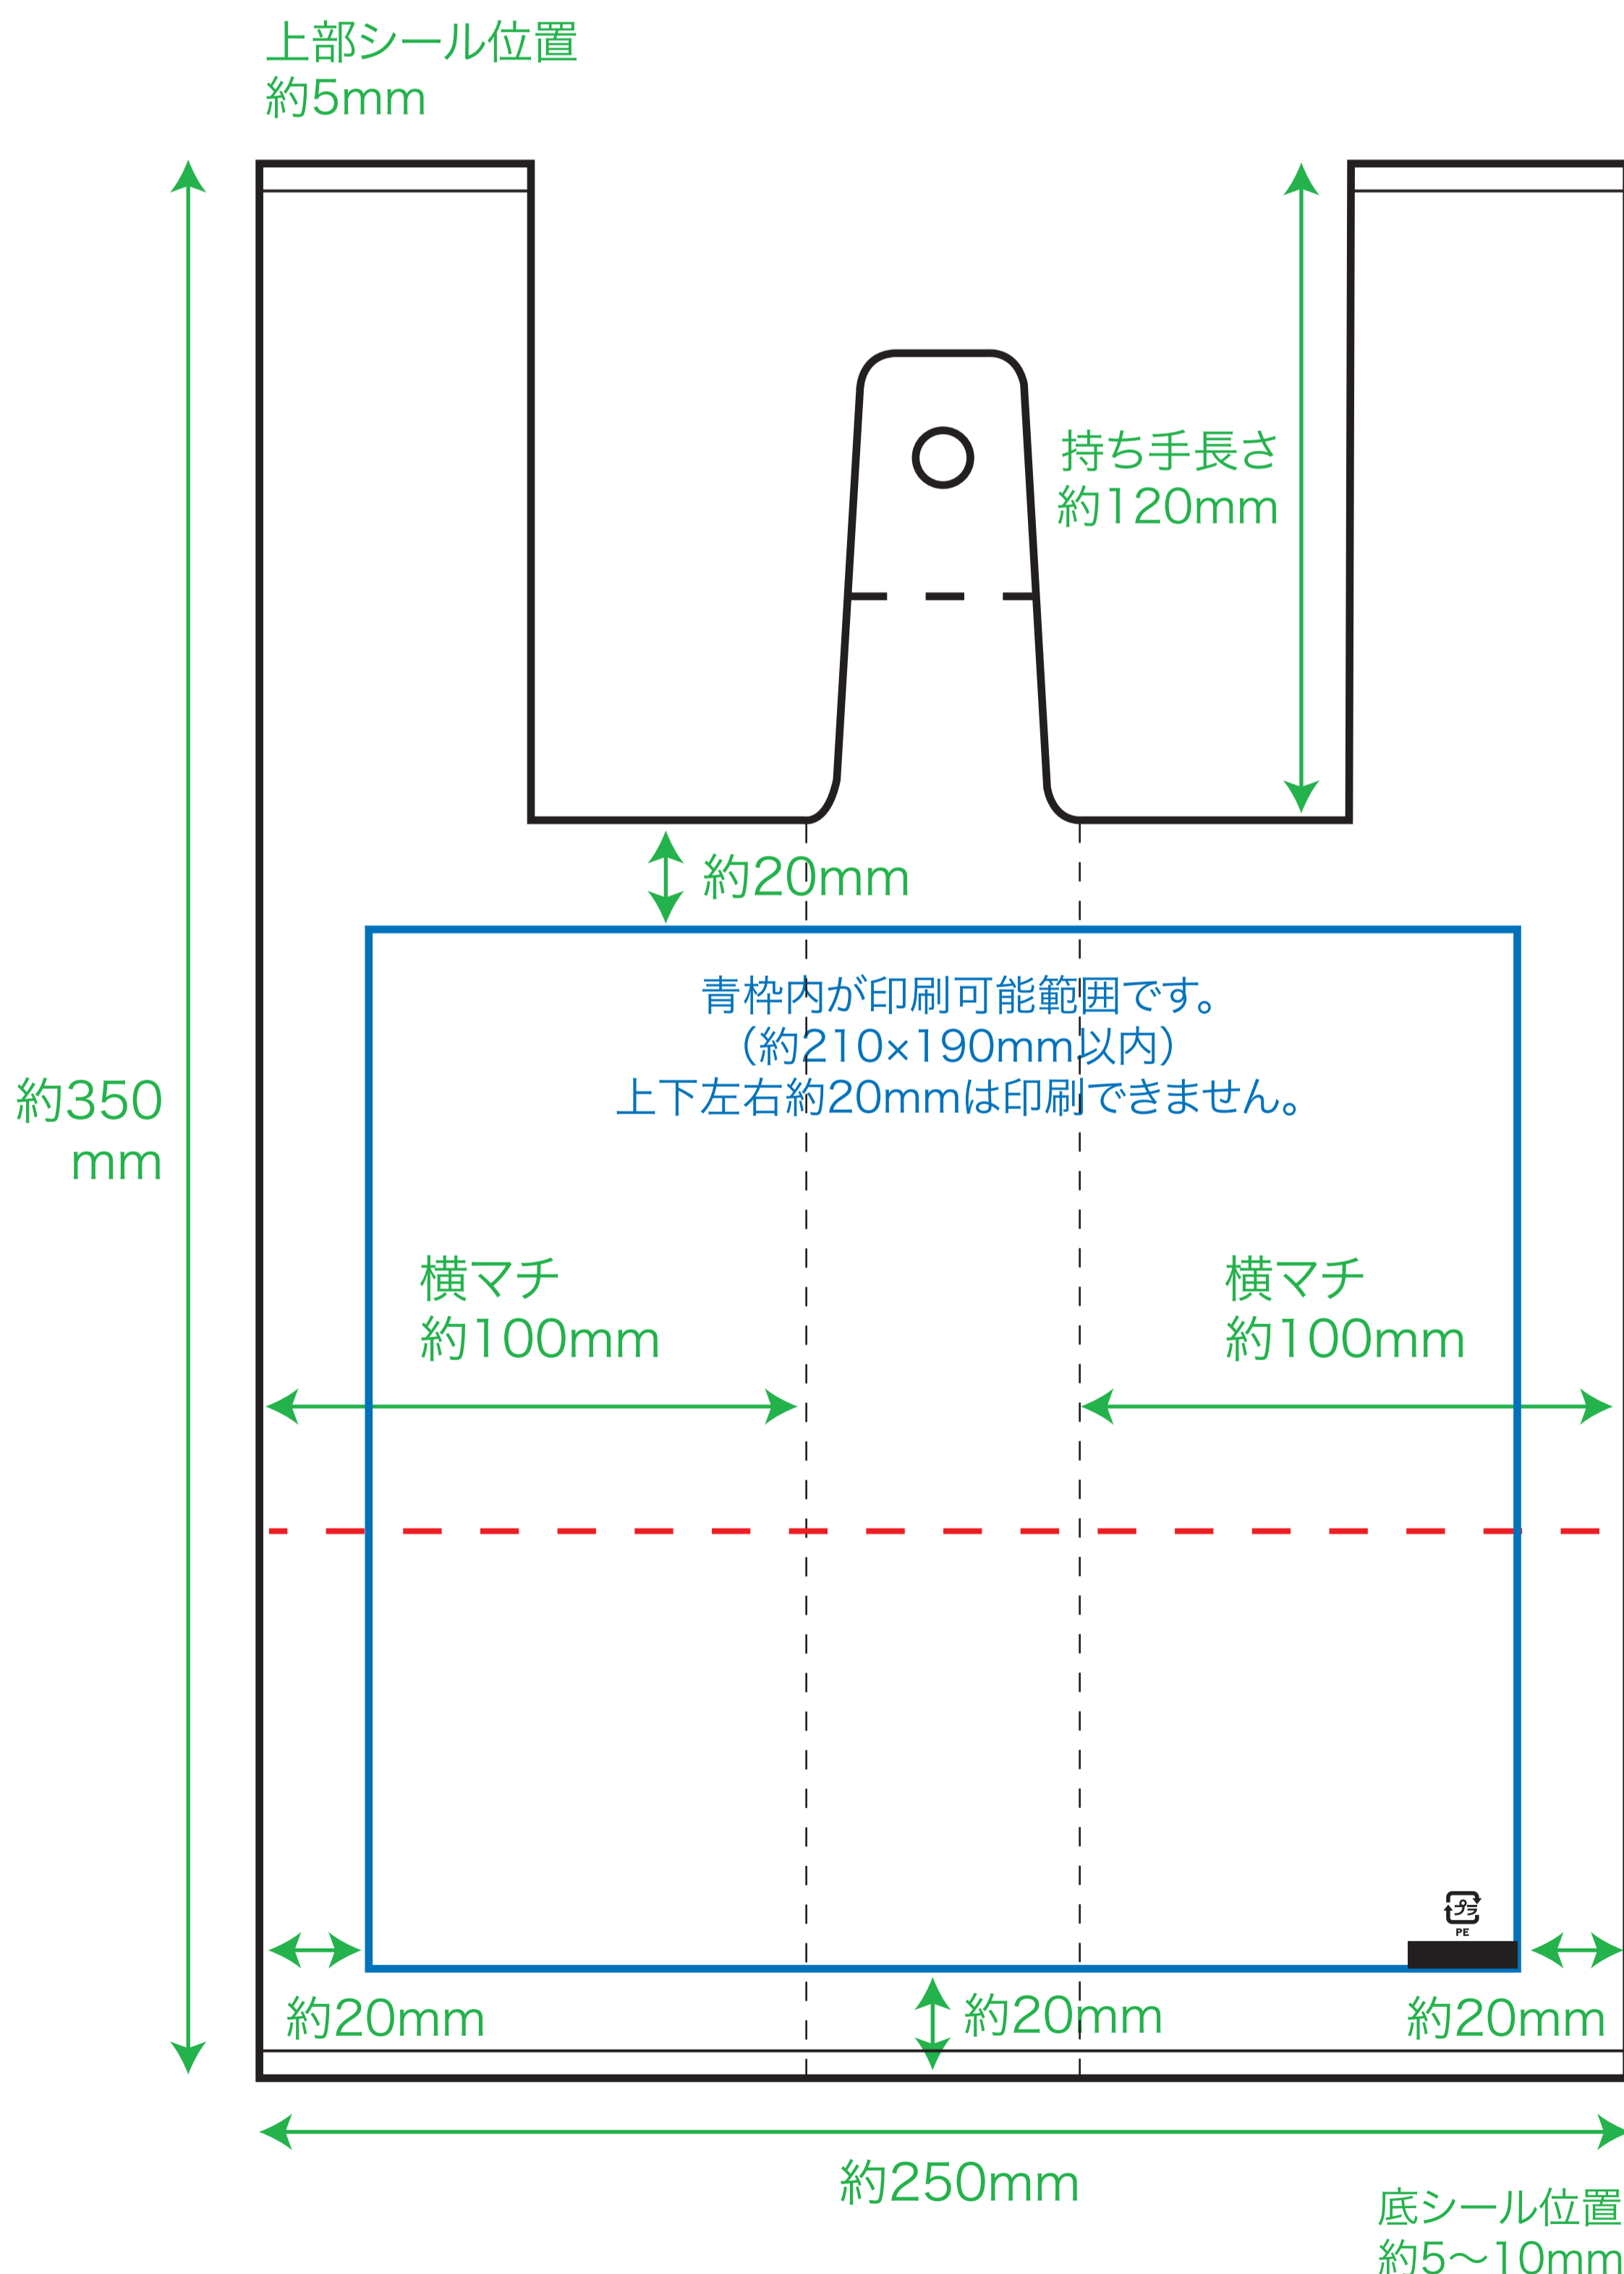 上部シール位置
約5mm
持ち手長さ
約120mm
約20mm
青枠内が印刷可能範囲です。
(約210×190mm以内)
上下左右約20mmは印刷できません。
約350
mm
横マチ
約100mm
横マチ
約100mm
プラ
PE
約20mm
約20mm
約20mm
約250mm
底シール位置
約5〜10mm